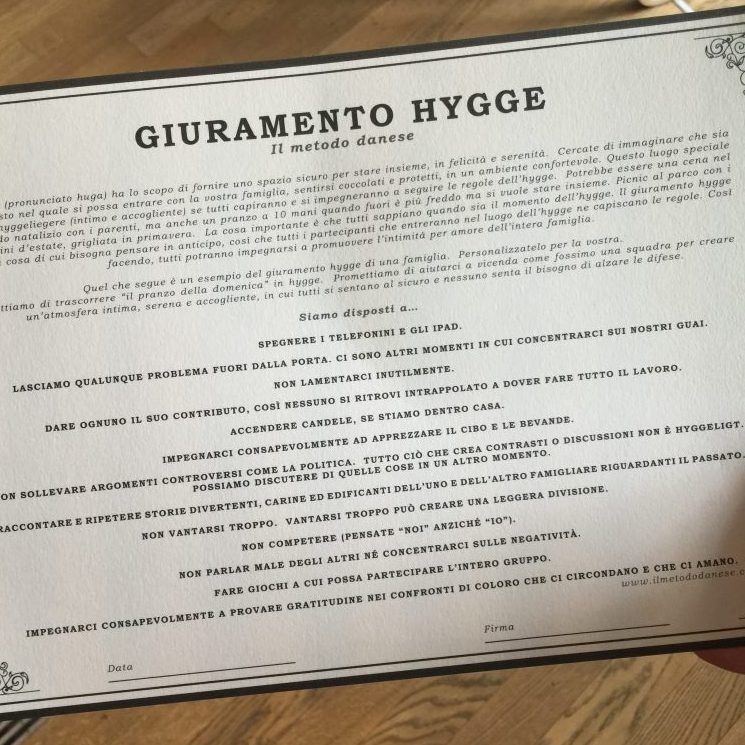 GIURAMENTO HYGGE
Il metodo danese
(pronunciato huga) ha lo scopo di fornire uno spazio sicuro per stare insieme, in felicità e serenità. Cercate di immaginare che sia
sto nel quale si possa entrare con la vostra famiglia, sentirsi coccolati e protetti, in un ambiente confortevole. Questo luogo speciale
hyggeliegere (intimo e accogliente) se tutti capiranno e si impegneranno a seguire le regole dell'hygge. Potrebbe essere una cena nel
do natalizio con i parenti, ma anche un pranzo a 10 mani quando fuori è più freddo ma si vuole stare insieme. Picnic al parco con i
ini d'estate, grigliata in primavera. La cosa importante è che tutti sappiano quando sia il momento dell'hygge. Il giuramento hygge
cosa di cui bisogna pensare in anticipo, così che tutti i partecipanti che entreranno nel luogo dell'hygge ne capiscano le regole. Così
facendo, tutti potranno impegnarsi a promuovere l'intimità per amore dell'intera famiglia.
Quel che segue è un esempio del giuramento hygge di una famiglia. Personalizzatelo per la vostra.
ttiamo di trascorrere "il pranzo della domenica" in hygge. Promettiamo di aiutarci a vicenda come fossimo una squadra per creare
un'atmosfera intima, serena e accogliente, in cui tutti si sentano al sicuro e nessuno senta il bisogno di alzare le difese.
Siamo disposti a...
SPEGNERE I TELEFONINI E GLI IPAD.
LASCIAMO QUALUNQUE PROBLEMA FUORI DALLA PORTA. CI SONO ALTRI MOMENTI IN CUI CONCENTRARCI SUI NOSTRI GUAI.
NON LAMENTARCI INUTILMENTE.
DARE OGNUNO IL SUO CONTRIBUTO, COSÌ NESSUNO SI RITROVI INTRAPPOLATO A DOVER FARE TUTTO IL LAVORO.
ACCENDERE CANDELE, SE STIAMO DENTRO CASA.
IMPEGNARCI CONSAPEVOLMENTE AD APPREZZARE IL CIBO E LE BEVANDE.
ON SOLLEVARE ARGOMENTI CONTROVERSI COME LA POLITICA. TUTTO CIÒ CHE CREA CONTRASTI O DISCUSSIONI NON È HYGGELIGT.
POSSIAMO DISCUTERE DI QUELLE COSE IN UN ALTRO MOMENTO.
RACCONTARE E RIPETERE STORIE DIVERTENTI, CARINE ED EDIFICANTI DELL'UNO E DELL'ALTRO FAMIGLIARE RIGUARDANTI IL PASSATO.
NON VANTARSI TROPPO. VANTARSI TROPPO PUÒ CREARE UNA LEGGERA DIVISIONE.
NON COMPETERE (PENSATE "NOI" ANZICHÈ "IO").
NON PARLAR MALE DEGLI ALTRI NÉ CONCENTRARCI SULLE NEGATIVITÀ.
FARE GIOCHI A CUI POSSA PARTECIPARE L'INTERO GRUPPO.
IMPEGNARCI CONSAPEVOLMENTE A PROVARE GRATITUDINE NEI CONFRONTI DI COLORO CHE CI CIRCONDANO E CHE CI AMANO.
www.ilmetododanese.c
Data
Firma